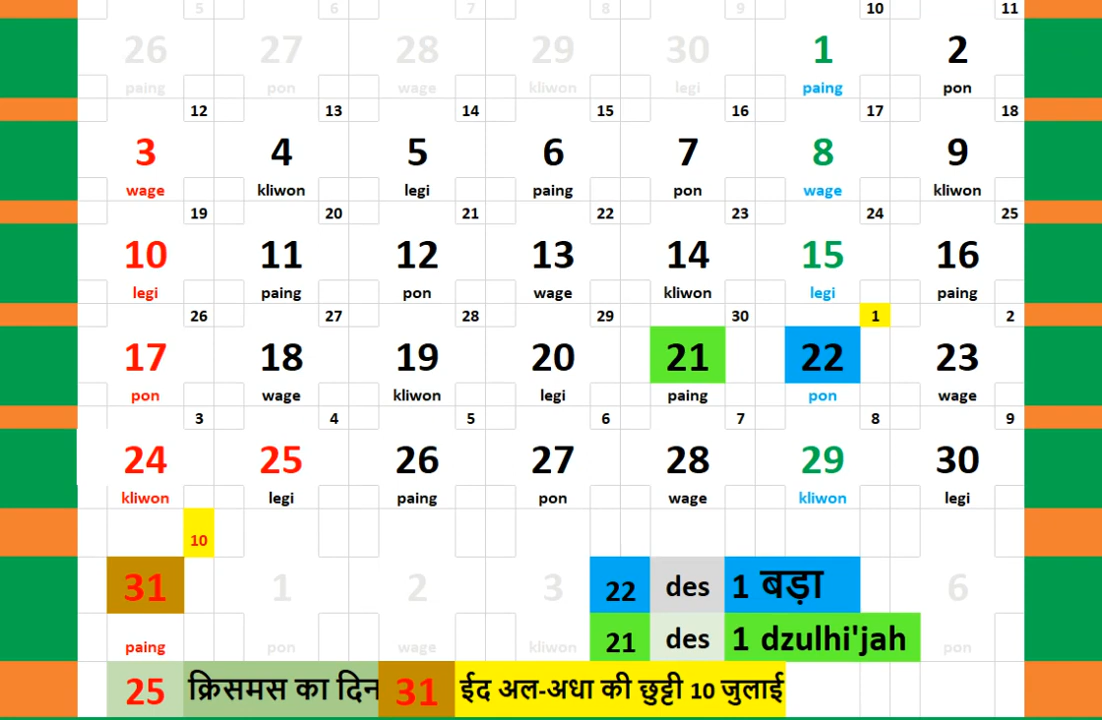 5 6 7 8 9 10 11
26 27 28 29 30 1 2
paing pon wage kliwon legi paing pon
12 13 14 15 16 17 18
3 4 5 6 7 8 9
wage kliwon legi paing pon wage kliwon
19 20 21 22 23 24 25
10 11 12 13 14 15 16
legi paing pon wage kliwon legi paing
26 27 28 29 30 1 2
17 18 19 20 21 22 23
pon wage kliwon legi paing pon wage
3 4 5 6 7 8 9
24 25 26 27 28 29 30
kliwon legi paing pon wage kliwon legi
10
31 1 2 3 22 des 1 बड़ा 6
paing pon wage kliwon 21 des 1 dzulhi'jah pon
25 क्रिसमस का दिन 31 ईद अल-अधा की छुट्टी 10 जुलाई